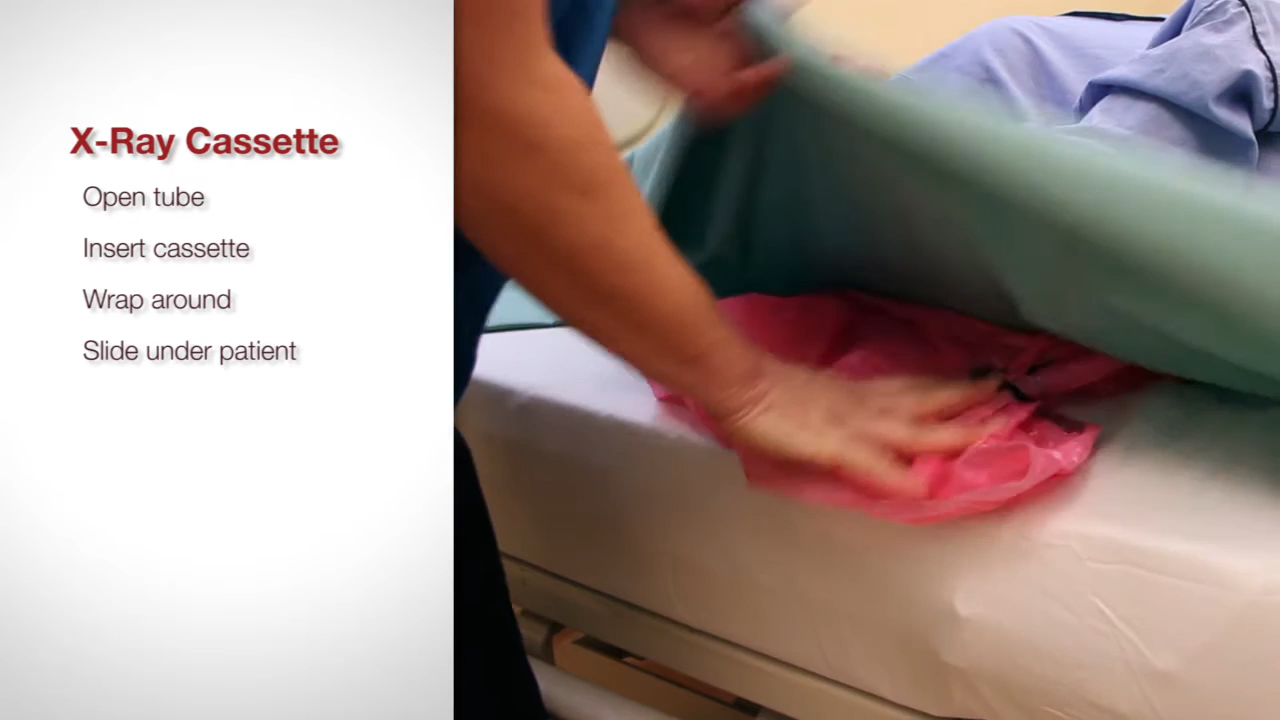 X-Ray Cassette
Open tube
Insert cassette
Wrap around
Slide under patient